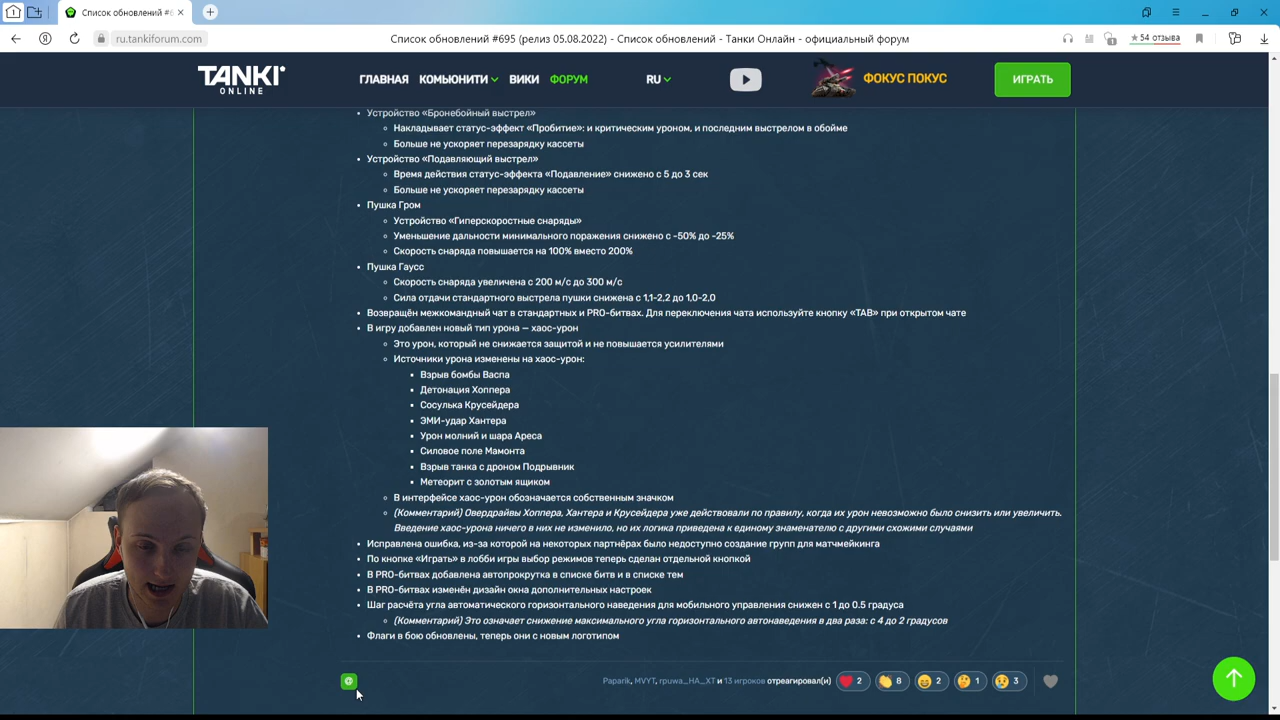 Список обновлений #6
ru.tankiforum.com
Список обновлений #695 (релиз 05.08.2022) - Список обновлений - Танки Онлайн - официальный форум
54 отзыва
TANKI ONLINE
ГЛАВНАЯ
КОМЬЮНИТИ
ВИКИ
ФОРУМ
RU
ФОКУС ПОКУС
ИГРАТЬ
Устройство «Бронебойный выстрел»
Накладывает статус-эффект «Пробитие»: и критическим уроном, и последним выстрелом в обойме
Больше не ускоряет перезарядку кассеты
Устройство «Подавляющий выстрел»
Время действия статус-эффекта «Подавление» снижено с 5 до 3 сек
Больше не ускоряет перезарядку кассеты
Пушка Гром
Устройство «Гиперскоростные снаряды»
Уменьшение дальности минимального поражения снижено с -50% до -25%
Скорость снаряда повышается на 100% вместо 200%
Пушка Гаусс
Скорость снаряда увеличена с 200 м/с до 300 м/с
Сила отдачи стандартного выстрела пушки снижена с 1,1-2,2 до 1,0-2,0
Возвращён межкомандный чат в стандартных и PRO-битвах. Для переключения чата используйте кнопку «TAB» при открытом чате
В игру добавлен новый тип урона — хаос-урон
Это урон, который не снижается защитой и не повышается усилителями
Источники урона изменены на хаос-урон:
Взрыв бомбы Васпа
Детонация Хоппера
Сосулька Крусейдера
ЭМИ-удар Хантера
Урон молний и шара Ареса
Силовое поле Мамонта
Взрыв танка с дроном Подрывник
Метеорит с золотым ящиком
В интерфейсе хаос-урон обозначается собственным значком
(Комментарий) Овердрайвы Хоппера, Хантера и Крусейдера уже действовали по правилу, когда их урон невозможно было снизить или увеличить.
Введение хаос-урона ничего в них не изменило, но их логика приведена к единому знаменателю с другими схожими случаями
Исправлена ошибка, из-за которой на некоторых партнёрах было недоступно создание групп для матчмейкинга
По кнопке «Играть» в лобби игры выбор режимов теперь сделан отдельной кнопкой
В PRO-битвах добавлена автопрокрутка в списке битв и в списке тем
В PRO-битвах изменён дизайн окна дополнительных настроек
Шаг расчёта угла автоматического горизонтального наведения для мобильного управления снижен с 1 до 0.5 градуса
(Комментарий) Это означает снижение максимального угла горизонтального автонаведения в два раза: с 4 до 2 градусов
Флаги в бою обновлены, теперь они с новым логотипом
@
Paparik, MVYT, rpuwa_HA_XT и 13 игроков отреагировал(и) 2 8 2 1 3